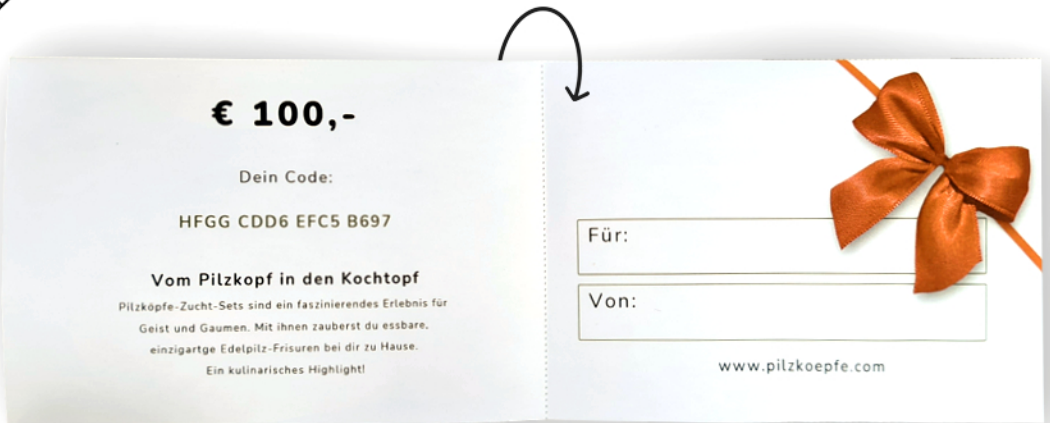 € 100,-
Dein Code:
HFGG CDD6 EFC5 B697
Vom Pilzkopf in den Kochtopf
Pilzköpfe-Zucht-Sets sind ein faszinierendes Erlebnis für
Geist und Gaumen. Mit ihnen zauberst du essbare,
einzigartge Edelpilz-Frisuren bei dir zu Hause.
Ein kulinarisches Highlight!
Für:
Von:
www.pilzkoepfe.com